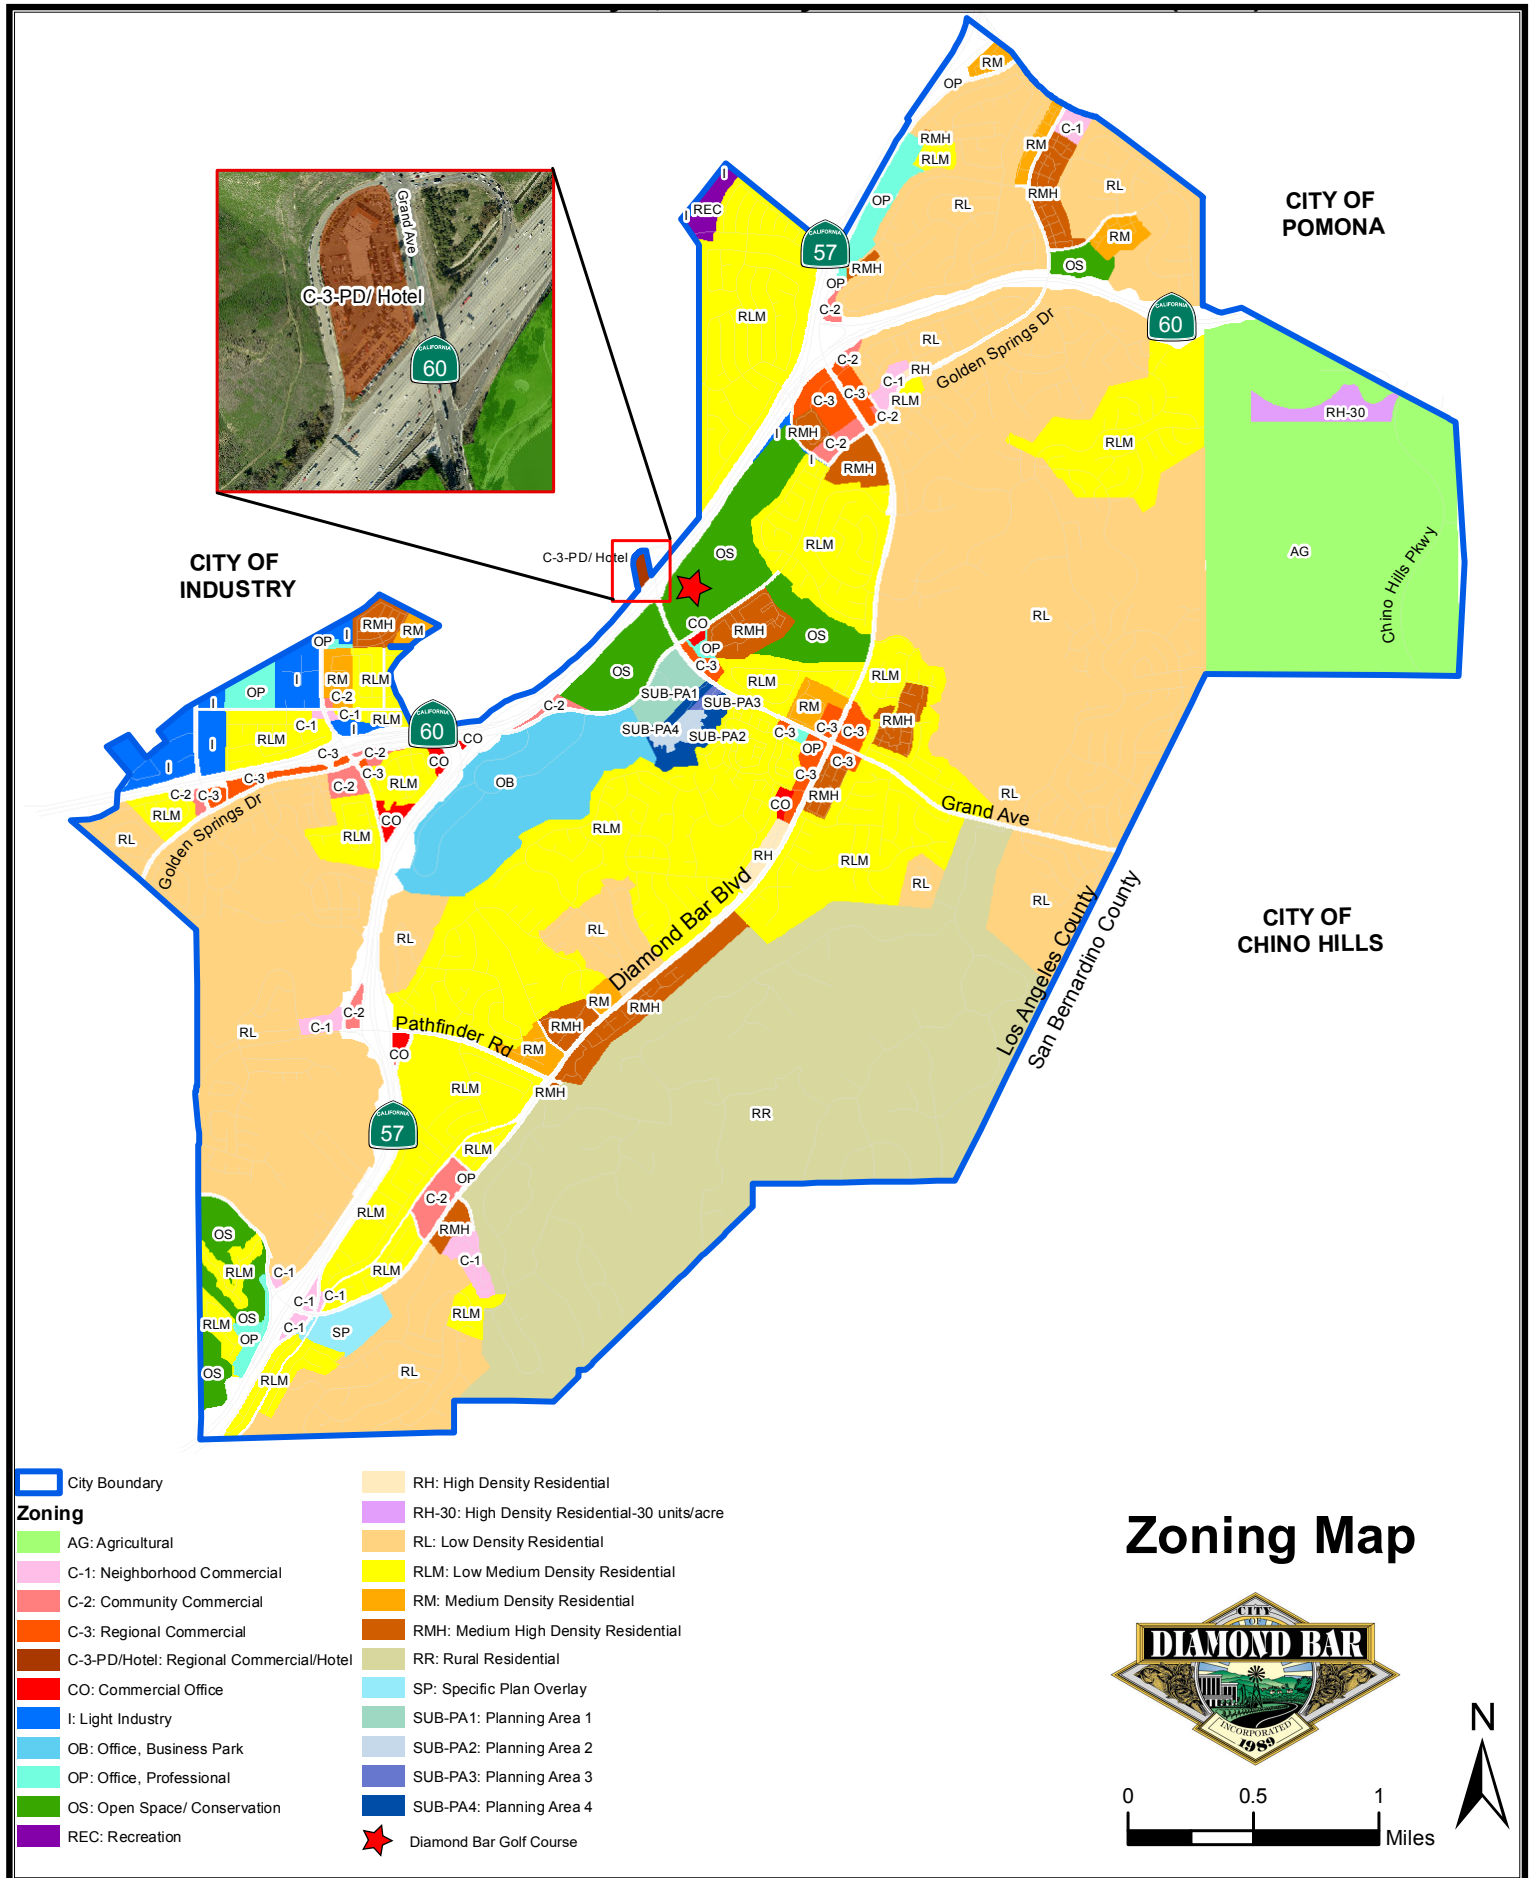 RM
OP
C-1
RMH
RLM
RM
RMH
RL
RL
OP
RM
OS
RMH
I
REC
I
CALIFORNIA
57
OP
C-2
CALIFORNIA
60
CITY OF
POMONA
Grand Ave
C-3-PD/ Hotel
CALIFORNIA
60
RLM
RL
Golden Springs Dr
C-2
RH
C-1
C-3
C-3
RLM
C-2
I
RMH
C-2
I
RMH
RH-30
RLM
AG
Chino Hills Pkwy
CITY OF
INDUSTRY
C-3-PD/ Hotel
OS
RLM
RL
RMH
RM
OP
I
CO
RMH
OS
OP
C-3
OS
I
OP
I
RM
RLM
C-2
C-1
C-1
RLM
I
I
RLM
I
CALIFORNIA
60
CO
C-2
SUB-PA1
SUB-PA3
SUB-PA4
SUB-PA2
RLM
RLM
RM
RMH
C-3
C-3
C-3
OP
C-3
C-3
RMH
CO
C-3
C-2
C-3
C-2
C-3
C-2
C-3
RLM
CO
OB
RLM
RL
Golden Springs Dr
RLM
CO
RLM
RL
Grand Ave
RH
RLM
RL
RL
CITY OF
CHINO HILLS
Diamond Bar Blvd
RL
RL
Los Angeles County
San Bernardino County
RM
RMH
RMH
RM
RL
C-1
C-2
Pathfinder Rd
CO
RLM
RMH
RR
CALIFORNIA
57
RLM
OP
C-2
RLM
RMH
C-1
OS
RLM
C-1
RLM
C-1
C-1
C-1
RLM
OS
OP
SP
RLM
OS
RLM
RL
City Boundary
Zoning
AG: Agricultural
C-1: Neighborhood Commercial
C-2: Community Commercial
C-3: Regional Commercial
C-3-PD/Hotel: Regional Commercial/Hotel
CO: Commercial Office
I: Light Industry
OB: Office, Business Park
OP: Office, Professional
OS: Open Space/ Conservation
REC: Recreation
RH: High Density Residential
RH-30: High Density Residential-30 units/acre
RL: Low Density Residential
RLM: Low Medium Density Residential
RM: Medium Density Residential
RMH: Medium High Density Residential
RR: Rural Residential
SP: Specific Plan Overlay
SUB-PA1: Planning Area 1
SUB-PA2: Planning Area 2
SUB-PA3: Planning Area 3
SUB-PA4: Planning Area 4
Diamond Bar Golf Course
Zoning Map
CITY
OF
DIAMOND BAR
INCORPORATED
1989
N
0 0.5 1
Miles